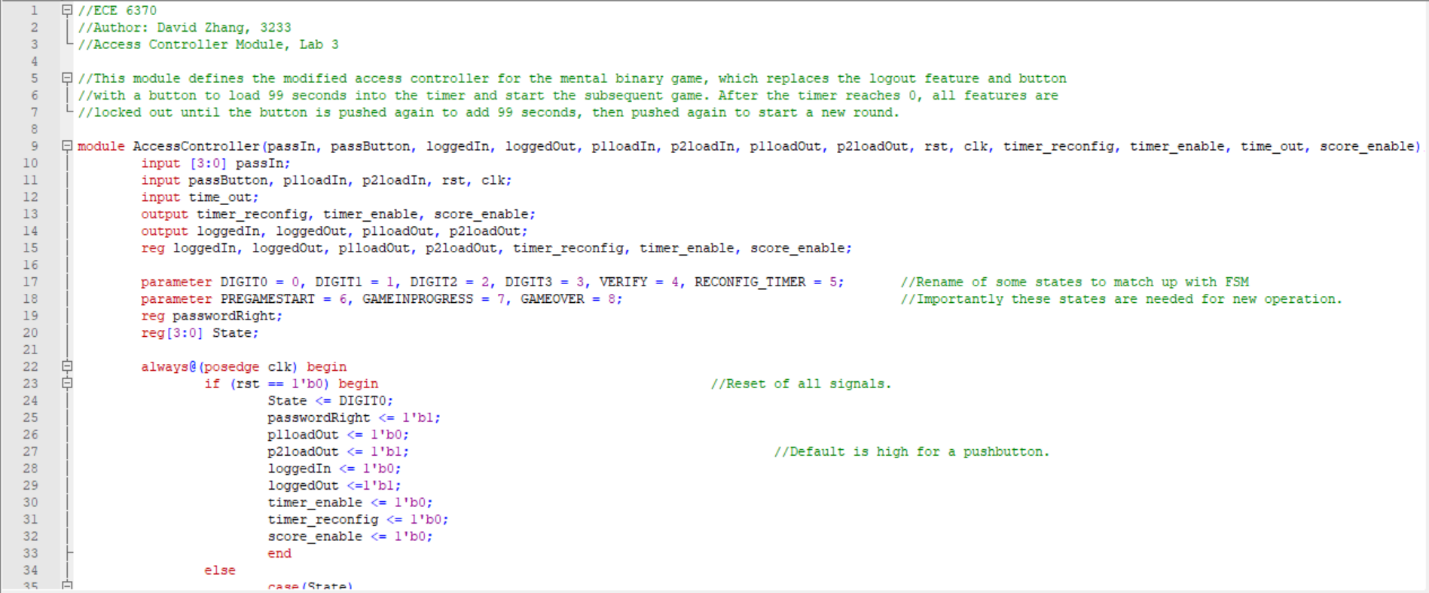 1 //ECE 6370
2 //Author: David Zhang, 3233
3 //Access Controller Module, Lab 3
4
5 //This module defines the modified access controller for the mental binary game, which replaces the logout feature and button
6 //with a button to load 99 seconds into the timer and start the subsequent game. After the timer reaches 0, all features are
7 //locked out until the button is pushed again to add 99 seconds, then pushed again to start a new round.
8
9 module AccessController(passIn, passButton, loggedIn, loggedOut, p1loadIn, p2loadIn, p1loadOut, p2loadOut, rst, clk, timer_reconfig, timer_enable, time_out, score_enable)
10 input [3:0] passIn;
11 input passButton, p1loadIn, p2loadIn, rst, clk;
12 input time_out;
13 output timer_reconfig, timer_enable, score_enable;
14 output loggedIn, loggedOut, p1loadOut, p2loadOut;
15 reg loggedIn, loggedOut, p1loadOut, p2loadOut, timer_reconfig, timer_enable, score_enable;
16
17 parameter DIGIT0 = 0, DIGIT1 = 1, DIGIT2 = 2, DIGIT3 = 3, VERIFY = 4, RECONFIG_TIMER = 5; //Rename of some states to match up with FSM
18 parameter PREGAMESTART = 6, GAMEINPROGRESS = 7, GAMEOVER = 8; //Importantly these states are needed for new operation.
19 reg passwordRight;
20 reg[3:0] State;
21
22 always@(posedge clk) begin
23 if (rst == 1'b0) begin //Reset of all signals.
24 State <= DIGIT0;
25 passwordRight <= 1'b1;
26 p1loadOut <= 1'b0;
27 p2loadOut <= 1'b1; //Default is high for a pushbutton.
28 loggedIn <= 1'b0;
29 loggedOut <=1'b1;
30 timer_enable <= 1'b0;
31 timer_reconfig <= 1'b0;
32 score_enable <= 1'b0;
33 end
34 else
35 case(State)